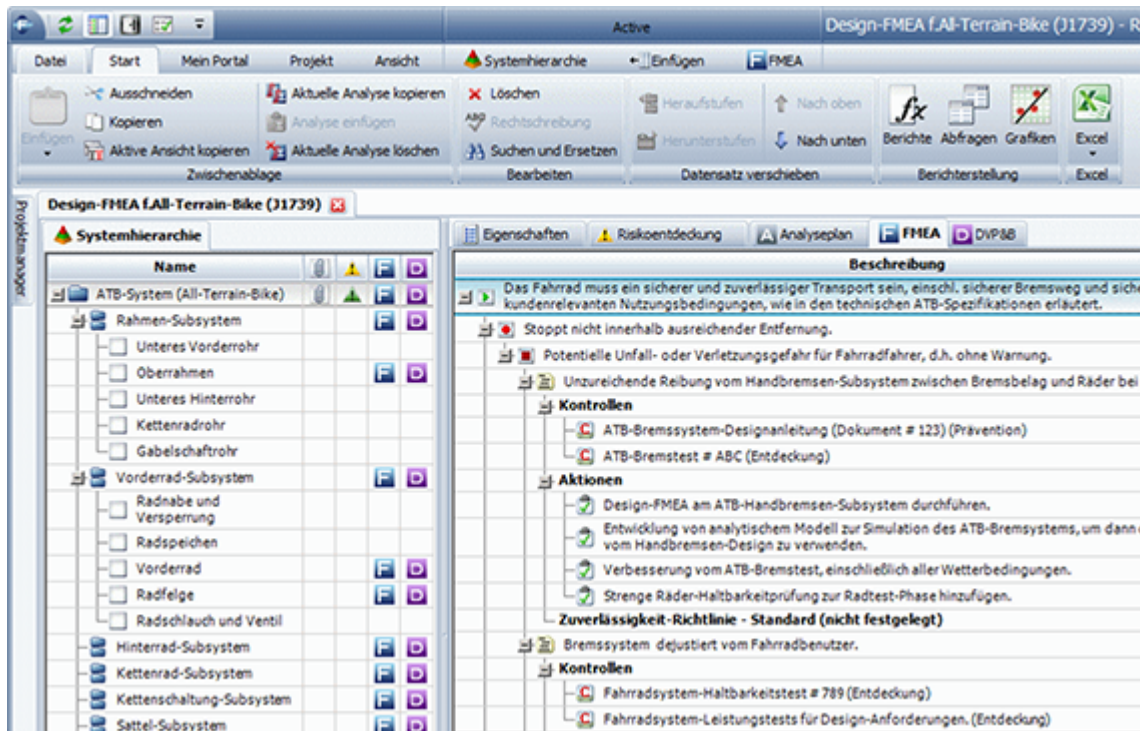 Active
Design-FMEA f.All-Terrain-Bike (J1739) - R
Datei Start Mein Portal Projekt Ansicht Systemhierarchie Einfügen FMEA
Einfügen
Ausschneiden
Kopieren
Aktive Ansicht kopieren
Aktuelle Analyse kopieren
Analyse einfügen
Aktuelle Analyse löschen
Zwischenablage
Löschen
Rechtschreibung
Suchen und Ersetzen
Bearbeiten
Heraufstufen
Herunterstufen
Nach oben
Nach unten
Datensatz verschieben
Berichte Abfragen Grafiken
Berichterstellung
Excel
Excel
Projektmanager
Design-FMEA f.All-Terrain-Bike (J1739)
Systemhierarchie
Name F D
ATB-System (All-Terrain-Bike) F D
Rahmen-Subsystem F D
Unteres Vorderrohr
Oberrahmen F D
Unteres Hinterrohr
Kettenradrohr
Gabelschaftrohr
Vorderrad-Subsystem F D
Radnabe und
Versperrung
Radspeichen
Vorderrad F D
Radfelge F D
Radschlauch und Ventil
Hinterrad-Subsystem F D
Kettenrad-Subsystem F D
Kettenschaltung-Subsystem F D
Sattel-Subsystem F D
Eigenschaften Risikoentdeckung Analyseplan FMEA DVP&B
Beschreibung
Das Fahrrad muss ein sicherer und zuverlässiger Transport sein, einschl. sicherer Bremsweg und siche
kundenrelevanten Nutzungsbedingungen, wie in den technischen ATB-Spezifikationen erläutert.
Stoppt nicht innerhalb ausreichender Entfernung.
Potentielle Unfall- oder Verletzungsgefahr für Fahrradfahrer, d.h. ohne Warnung.
Unzureichende Reibung vom Handbremsen-Subsystem zwischen Bremsbelag und Räder bei
Kontrollen
ATB-Bremssystem-Designanleitung (Dokument # 123) (Prävention)
ATB-Bremstest # ABC (Entdeckung)
Aktionen
Design-FMEA am ATB-Handbremsen-Subsystem durchführen.
Entwicklung von analytischem Modell zur Simulation des ATB-Bremsystems, um dann
vom Handbremsen-Design zu verwenden.
Verbesserung vom ATB-Bremstest, einschließlich aller Wetterbedingungen.
Strenge Räder-Haltbarkeitprüfung zur Radtest-Phase hinzufügen.
Zuverlässigkeit-Richtlinie - Standard (nicht festgelegt)
Bremssystem dejustiert vom Fahrradbenutzer.
Kontrollen
Fahrradsystem-Haltbarkeitstest # 789 (Entdeckung)
Fahrradsystem-Leistungstests für Design-Anforderungen. (Entdeckung)